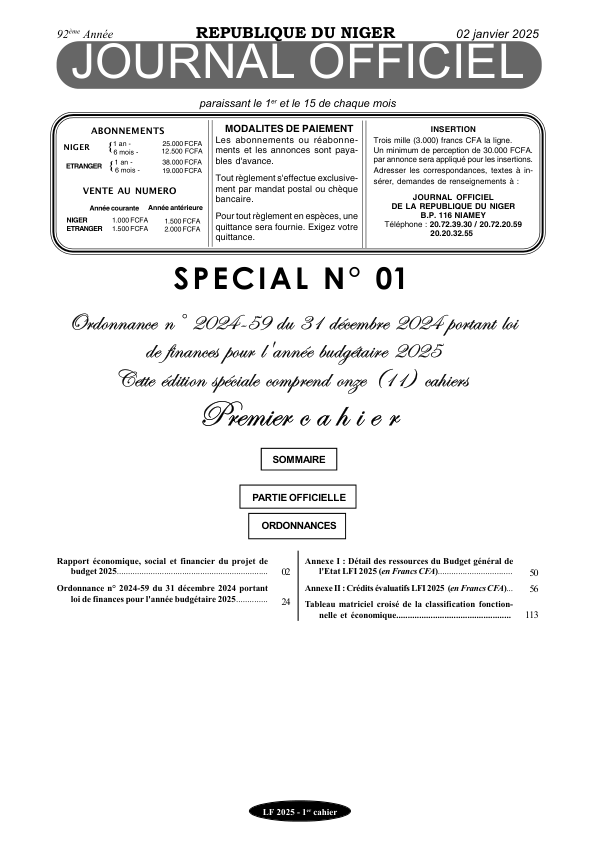 92ème Année
REPUBLIQUE DU NIGER
02 janvier 2025
JOURNAL OFFICIEL
paraissant le 1er et le 15 de chaque mois
ABONNEMENTS
NIGER { 1 an - 25.000 FCFA
6 mois - 12.500 FCFA
ETRANGER { 1 an - 38.000 FCFA
6 mois - 19.000 FCFA
VENTE AU NUMERO
Année courante Année antérieure
NIGER 1.000 FCFA 1.500 FCFA
ETRANGER 1.500 FCFA 2.000 FCFA
MODALITES DE PAIEMENT
Les abonnements ou réabonne-
ments et les annonces sont paya-
bles d'avance.
Tout règlement s'effectue exclusive-
ment par mandat postal ou chèque
bancaire.
Pour tout règlement en espèces, une
quittance sera fournie. Exigez votre
quittance.
INSERTION
Trois mille (3.000) francs CFA la ligne.
Un minimum de perception de 30.000 FCFA.
par annonce sera appliqué pour les insertions.
Adresser les correspondances, textes à in-
sérer, demandes de renseignements à :
JOURNAL OFFICIEL
DE LA REPUBLIQUE DU NIGER
B.P. 116 NIAMEY
Téléphone : 20.72.39.30 / 20.72.20.59
20.20.32.55
SPECIAL N° 01
Ordonnance n° 2024-59 du 31 décembre 2024 portant loi
de finances pour l'année budgétaire 2025
Cette édition spéciale comprend onze (11) cahiers
Premier cahier
SOMMAIRE
PARTIE OFFICIELLE
ORDONNANCES
Rapport économique, social et financier du projet de
budget 2025.................................................................... 02
Ordonnance n° 2024-59 du 31 décembre 2024 portant
loi de finances pour l'année budgétaire 2025.............. 24
Annexe I : Détail des ressources du Budget général de
l'Etat LFI 2025 (en Francs CFA).................................. 50
Annexe II : Crédits évaluatifs LFI 2025 (en Francs CFA)... 56
Tableau matriciel croisé de la classification fonction-
nelle et économique.................................................... 113
LF 2025 - 1er cahier